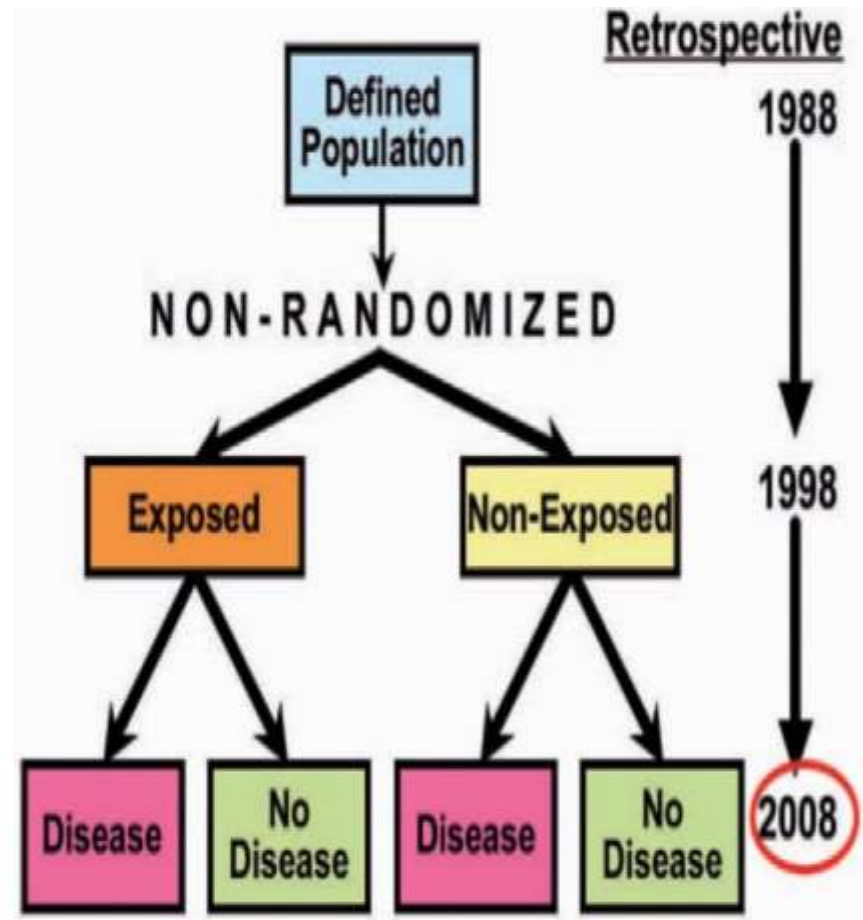 Retrospective
1988
Defined
Population
NON-RANDOMIZED
Exposed
Non-Exposed
1998
Disease
No
Disease
Disease
No
Disease
2008